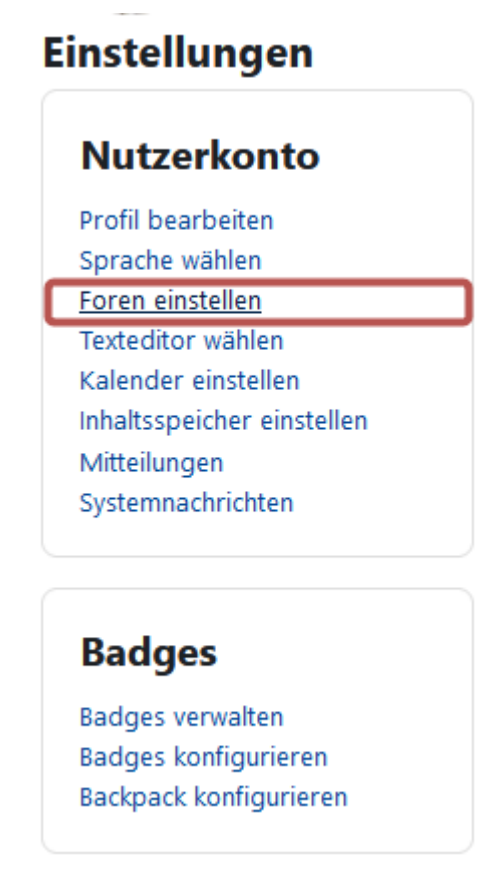 Einstellungen
Nutzerkonto
Profil bearbeiten
Sprache wählen
Foren einstellen
Texteditor wählen
Kalender einstellen
Inhaltsspeicher einstellen
Mitteilungen
Systemnachrichten
Badges
Badges verwalten
Badges konfigurieren
Backpack konfigurieren